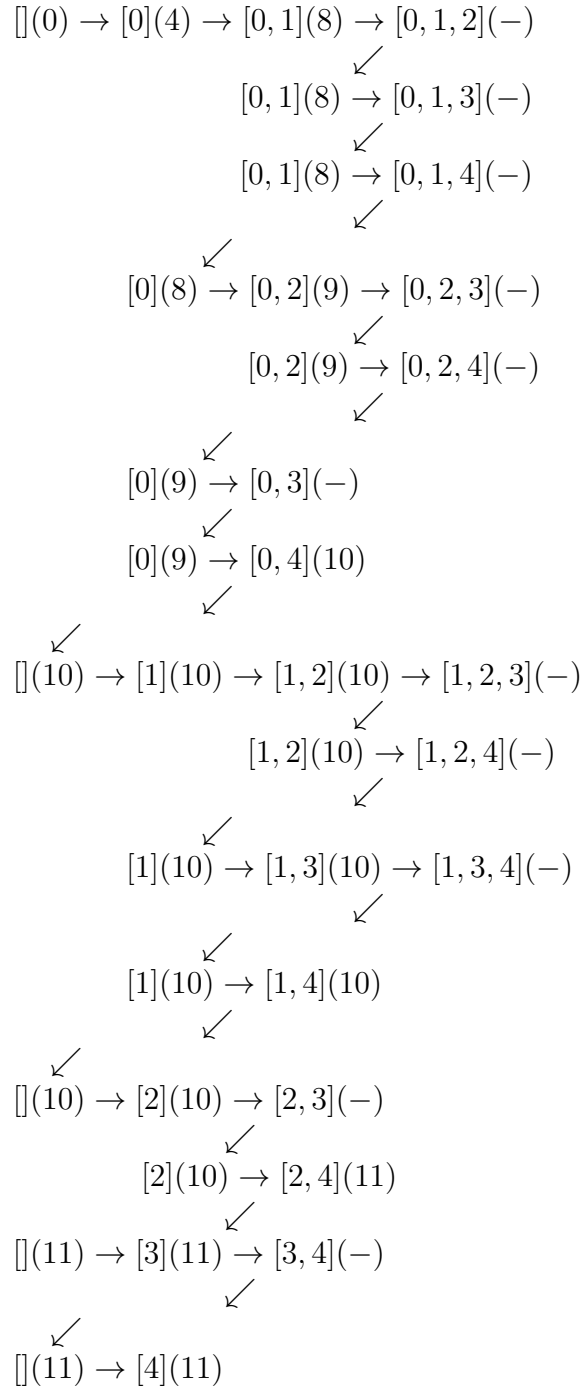 [](0) → [0](4) → [0, 1](8) → [0, 1, 2](−)
↙
[0, 1](8) → [0, 1, 3](−)
↙
[0, 1](8) → [0, 1, 4](−)
↙
↙
[0](8) → [0, 2](9) → [0, 2, 3](−)
↙
[0, 2](9) → [0, 2, 4](−)
↙
↙
[0](9) → [0, 3](−)
↙
[0](9) → [0, 4](10)
↙
↙
[](10) → [1](10) → [1, 2](10) → [1, 2, 3](−)
↙
[1, 2](10) → [1, 2, 4](−)
↙
↙
[1](10) → [1, 3](10) → [1, 3, 4](−)
↙
↙
[1](10) → [1, 4](10)
↙
↙
[](10) → [2](10) → [2, 3](−)
↙
[2](10) → [2, 4](11)
↙
[](11) → [3](11) → [3, 4](−)
↙
↙
[](11) → [4](11)